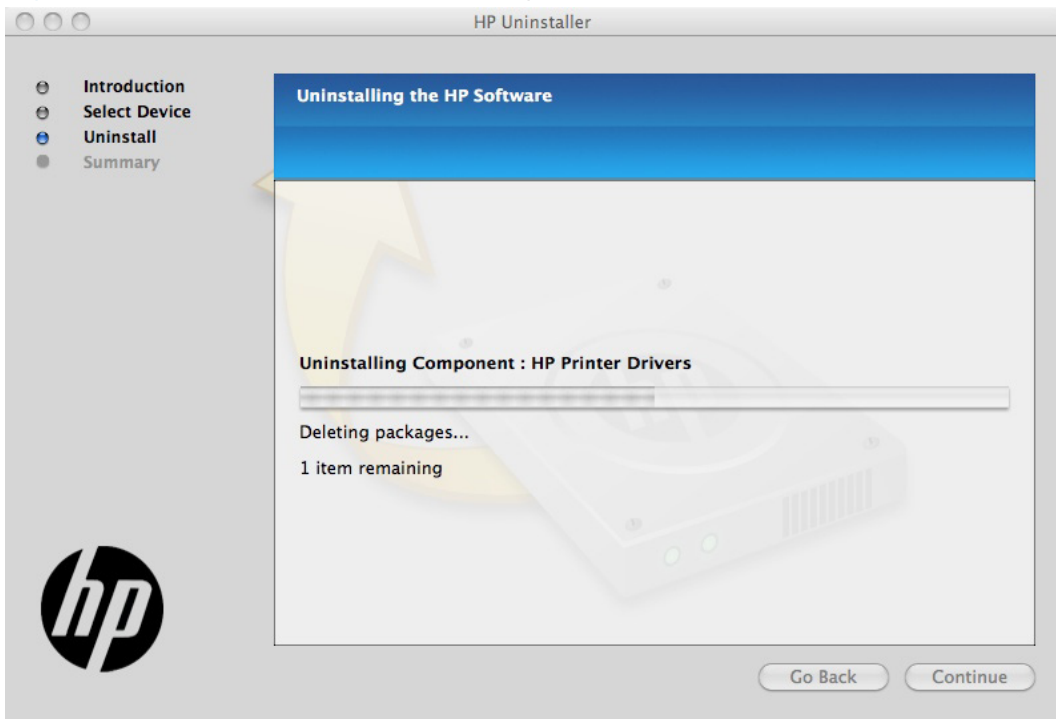 HP Uninstaller
Introduction
Select Device
Uninstall
Summary
Uninstalling the HP Software
Uninstalling Component : HP Printer Drivers
Deleting packages...
1 item remaining
hp
hp
Go Back
Continue